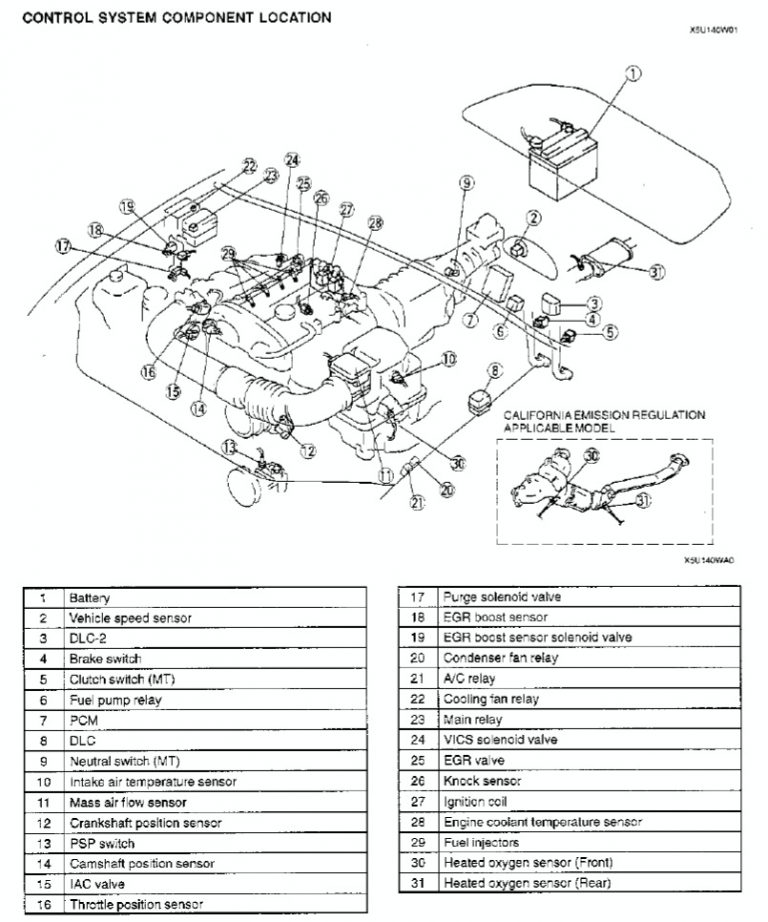 CONTROL SYSTEM COMPONENT LOCATION
X5U140W01
1
24
22
25
23
9
26
19
27
2
18
28
17
29
31
3
7
6
4
5
10
16
8
15
14
CALIFORNIA EMISSION REGULATION
APPLICABLE MODEL
12
13
30
30
11
20
21
31
X5U140WA0
1 Battery
2 Vehicle speed sensor
3 DLC-2
4 Brake switch
5 Clutch switch (MT)
6 Fuel pump relay
7 PCM
8 DLC
9 Neutral switch (MT)
10 Intake air temperature sensor
11 Mass air flow sensor
12 Crankshaft position sensor
13 PSP switch
14 Camshaft position sensor
15 IAC valve
16 Throttle position sensor
17 Purge solenoid valve
18 EGR boost sensor
19 EGR boost sensor solenoid valve
20 Condenser fan relay
21 A/C relay
22 Cooling fan relay
23 Main relay
24 VICS solenoid valve
25 EGR valve
26 Knock sensor
27 Ignition coil
28 Engine coolant temperature sensor
29 Fuel injectors
30 Heated oxygen sensor (Front)
31 Heated oxygen sensor (Rear)